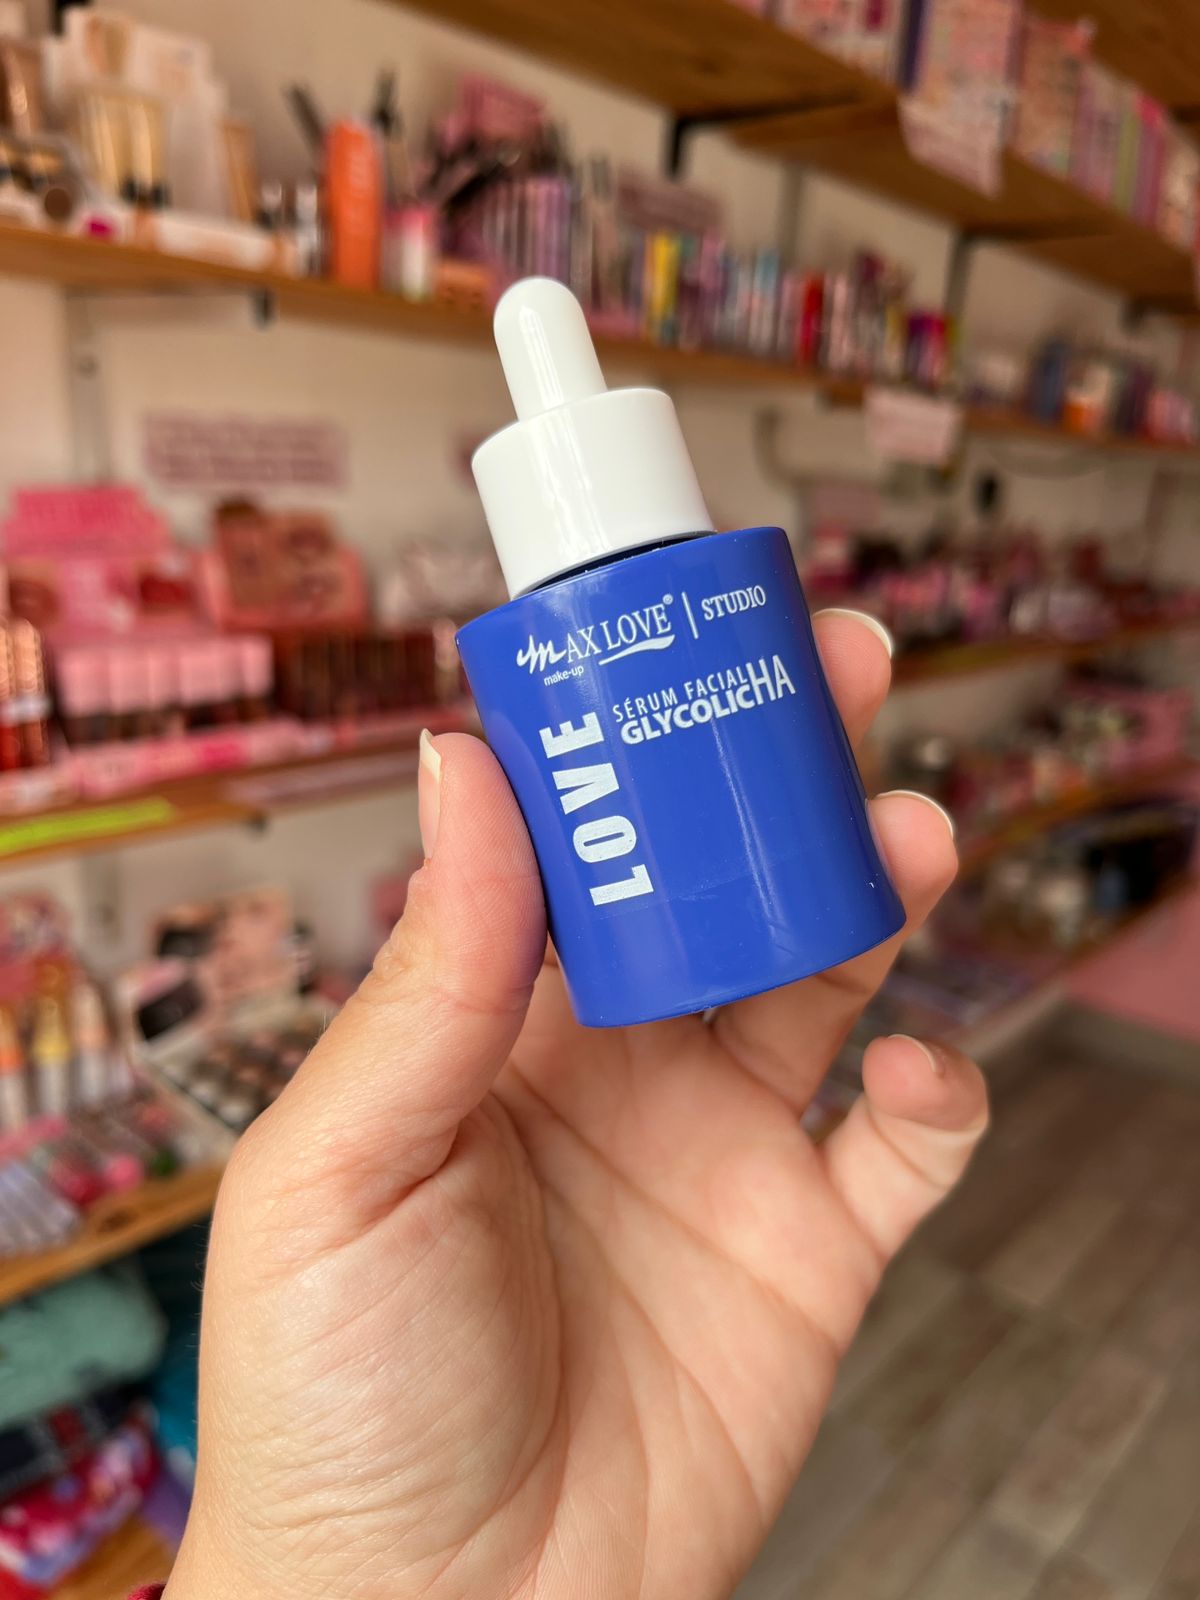 MAX LOVE® | STUDIO
make-up
SÉRUM FACIAL
GLYCOLICHA
LOVE